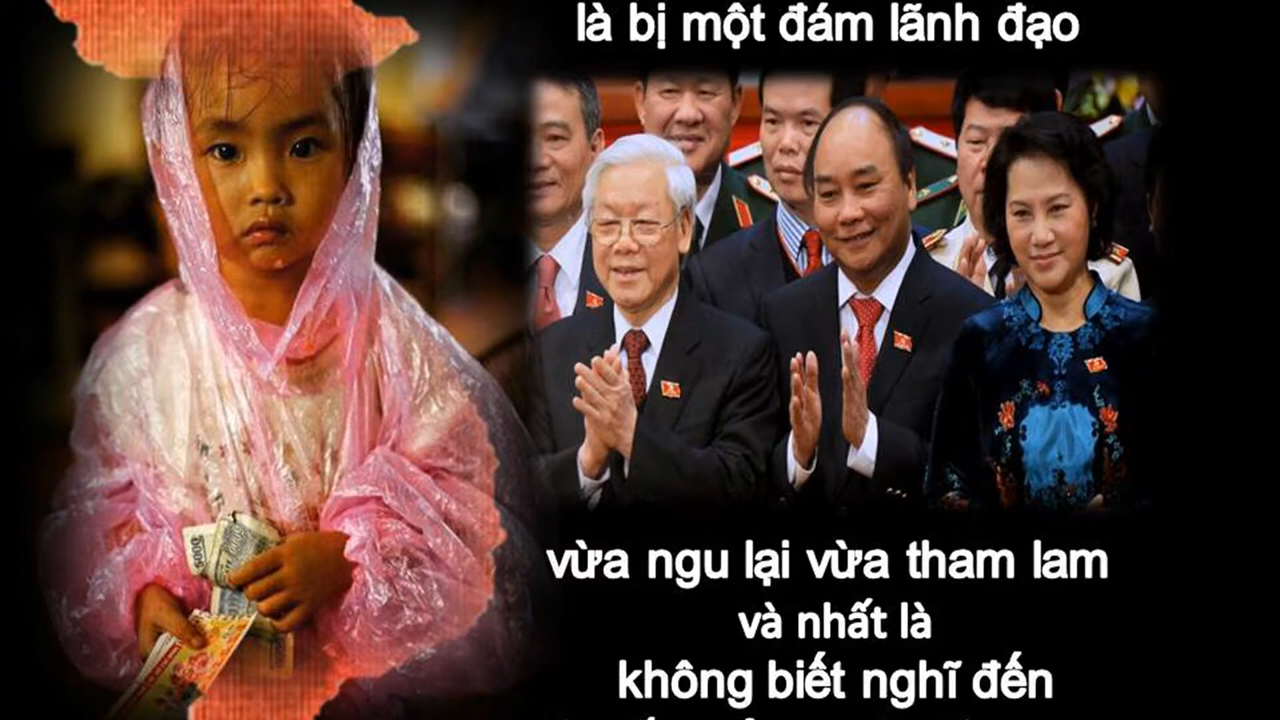 là bị một đám lãnh đạo
5000
vừa ngu lại vừa tham lam
và nhất là
không biết nghĩ đến